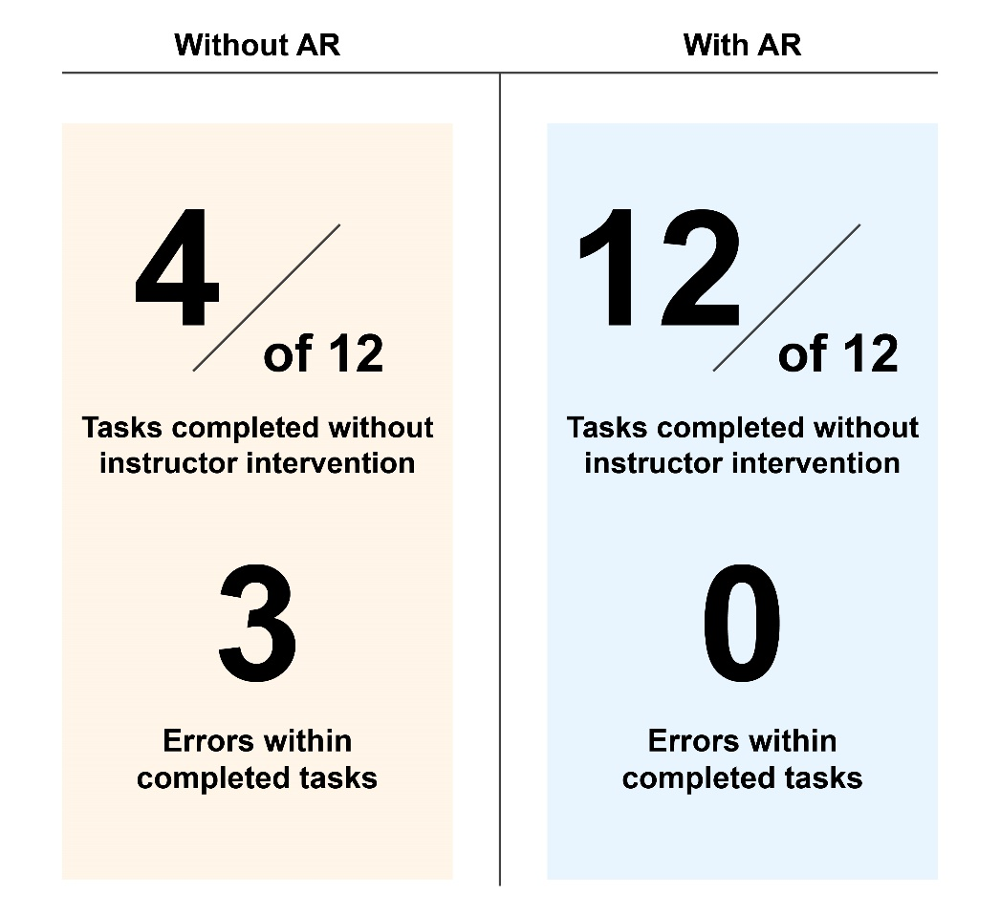 Without AR
With AR
4
of 12
Tasks completed without
instructor intervention
3
Errors within
completed tasks
12
of 12
Tasks completed without
instructor intervention
0
Errors within
completed tasks